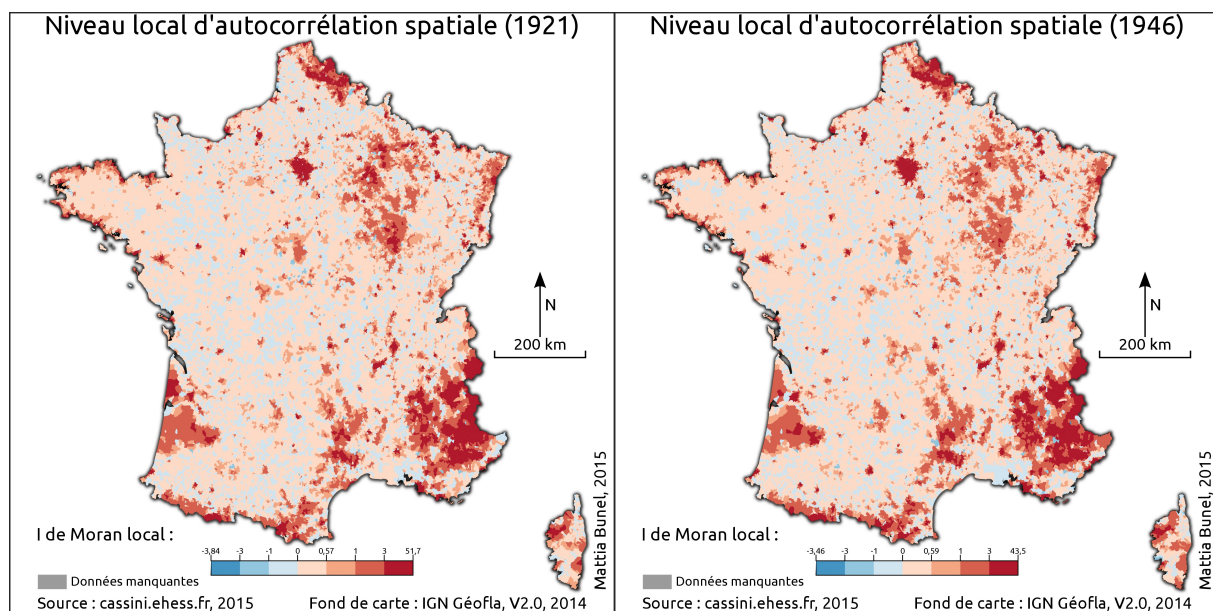 Niveau local d'autocorrélation spatiale (1921)
N
200 km
Mattia Bunel, 2015
I de Moran local :
-3,84 -3 -1 0 0,57 1 3 51,7
Données manquantes
Source : cassini.ehess.fr, 2015 Fond de carte : IGN Géofla, V2.0, 2014
Niveau local d'autocorrélation spatiale (1946)
N
200 km
Mattia Bunel, 2015
I de Moran local :
-3,46 -3 -1 0 0,59 1 3 43,5
Données manquantes
Source : cassini.ehess.fr, 2015 Fond de carte : IGN Géofla, V2.0, 2014